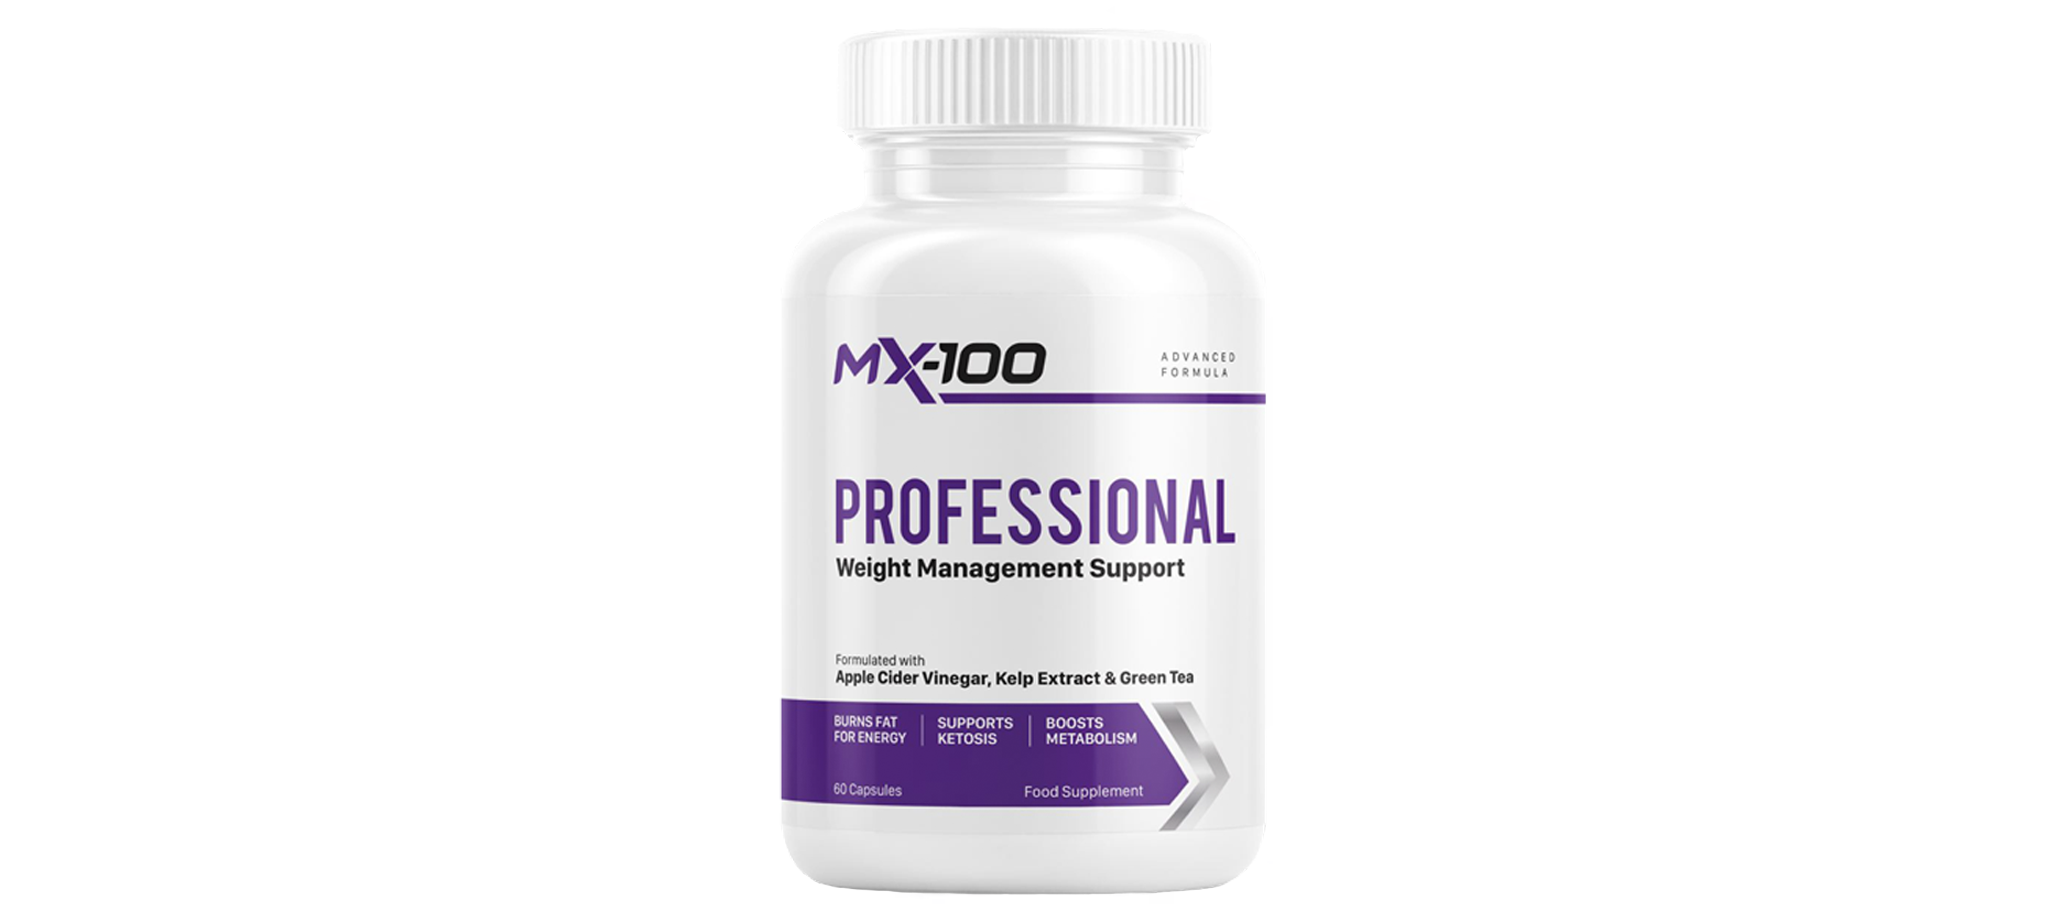 MX-100
ADVANCED
FORMULA
PROFESSIONAL
Weight Management Support
Formulated with
Apple Cider Vinegar, Kelp Extract & Green Tea
BURNS FAT
FOR ENERGY
SUPPORTS
KETOSIS
BOOSTS
METABOLISM
60 Capsules
Food Supplement